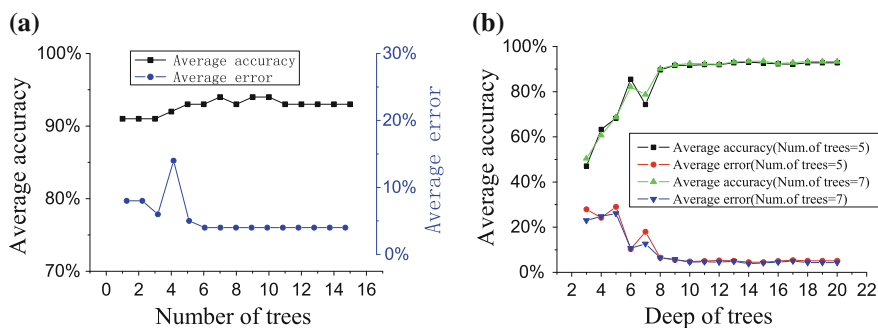 (a)
100%
90%
80%
70%
Average accuracy
Average accuracy
Average error
30%
20%
10%
0%
Average error
0 2 4 6 8 10 12 14 16
Number of trees
(b)
100%
80%
60%
40%
20%
0%
Average accuracy
Average accuracy(Num.of trees=5)
Average error(Num.of trees=5)
Average accuracy(Num.of trees=7)
Average error(Num.of trees=7)
2 4 6 8 10 12 14 16 18 20 22
Deep of trees